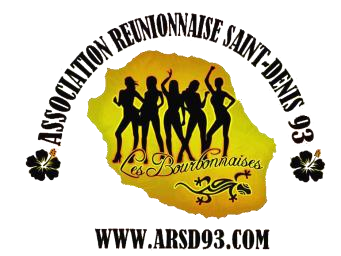 ASSOCIATION REUNIONNAISE SAINT-DENIS 93
Les Bourbonnaises
WWW.ARSD93.COM